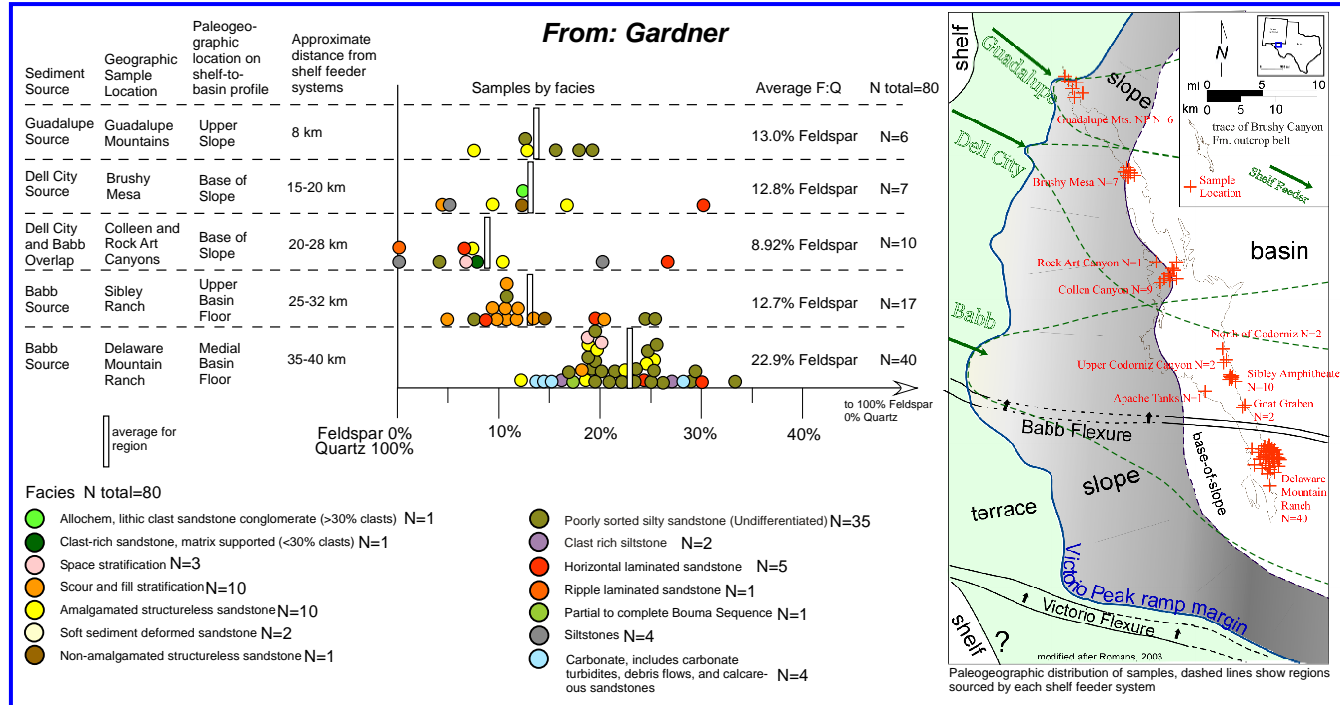 From: Gardner
Sediment
Source
Geographic
Sample
Location
Paleogeo-
graphic
location on
shelf-to-
basin profile
Approximate
distance from
shelf feeder
systems
Samples by facies
Average F:Q
N total=80
Guadalupe
Source
Guadalupe
Mountains
Upper
Slope
8 km
13.0% Feldspar
N=6
Dell City
Source
Brushy
Mesa
Base of
Slope
15-20 km
12.8% Feldspar
N=7
Dell City
and Babb
Overlap
Colleen and
Rock Art
Canyons
Base of
Slope
20-28 km
8.92% Feldspar
N=10
Babb
Source
Sibley
Ranch
Upper
Basin
Floor
25-32 km
12.7% Feldspar
N=17
Babb
Source
Delaware
Mountain
Ranch
Medial
Basin
Floor
35-40 km
22.9% Feldspar
N=40
to 100% Feldspar
0% Quartz
average for
region
Feldspar 0%
Quartz 100%
10%
20%
30%
40%
Facies N total=80
Allochem, lithic clast sandstone conglomerate (>30% clasts) N=1
Clast-rich sandstone, matrix supported (<30% clasts) N=1
Space stratification N=3
Scour and fill stratification N=10
Amalgamated structureless sandstone N=10
Soft sediment deformed sandstone N=2
Non-amalgamated structureless sandstone N=1
Poorly sorted silty sandstone (Undifferentiated) N=35
Clast rich siltstone N=2
Horizontal laminated sandstone N=5
Ripple laminated sandstone N=1
Partial to complete Bouma Sequence N=1
Siltstones N=4
Carbonate, includes carbonate
turbidites, debris flows, and calcare-
ous sandstones
N=4
shelf
Guadalupe
slope
N
mi
5
10
km
5
10
trace of Brushy Canyon
Fm. outcrop belt
Sample
Location
Shelf Feeder
Guadalupe Mts. NP N=6
Dell City
Brushy Mesa N=7
basin
Rock Art Canyon N=1
Collen Canyon N=9
Babb
North of Codorniz N=2
Upper Codorniz Canyon N=2
Sibley Amphitheater
N=10
Apache Tanks N=1
Goat Graben
N=2
Babb Flexure
slope
base-of-slope
terrace
Delaware
Mountain
Ranch
N=40
Victorio Peak ramp margin
Victorio Flexure
shelf
?
modified after Romans, 2003
Paleogeographic distribution of samples, dashed lines show regions
sourced by each shelf feeder system